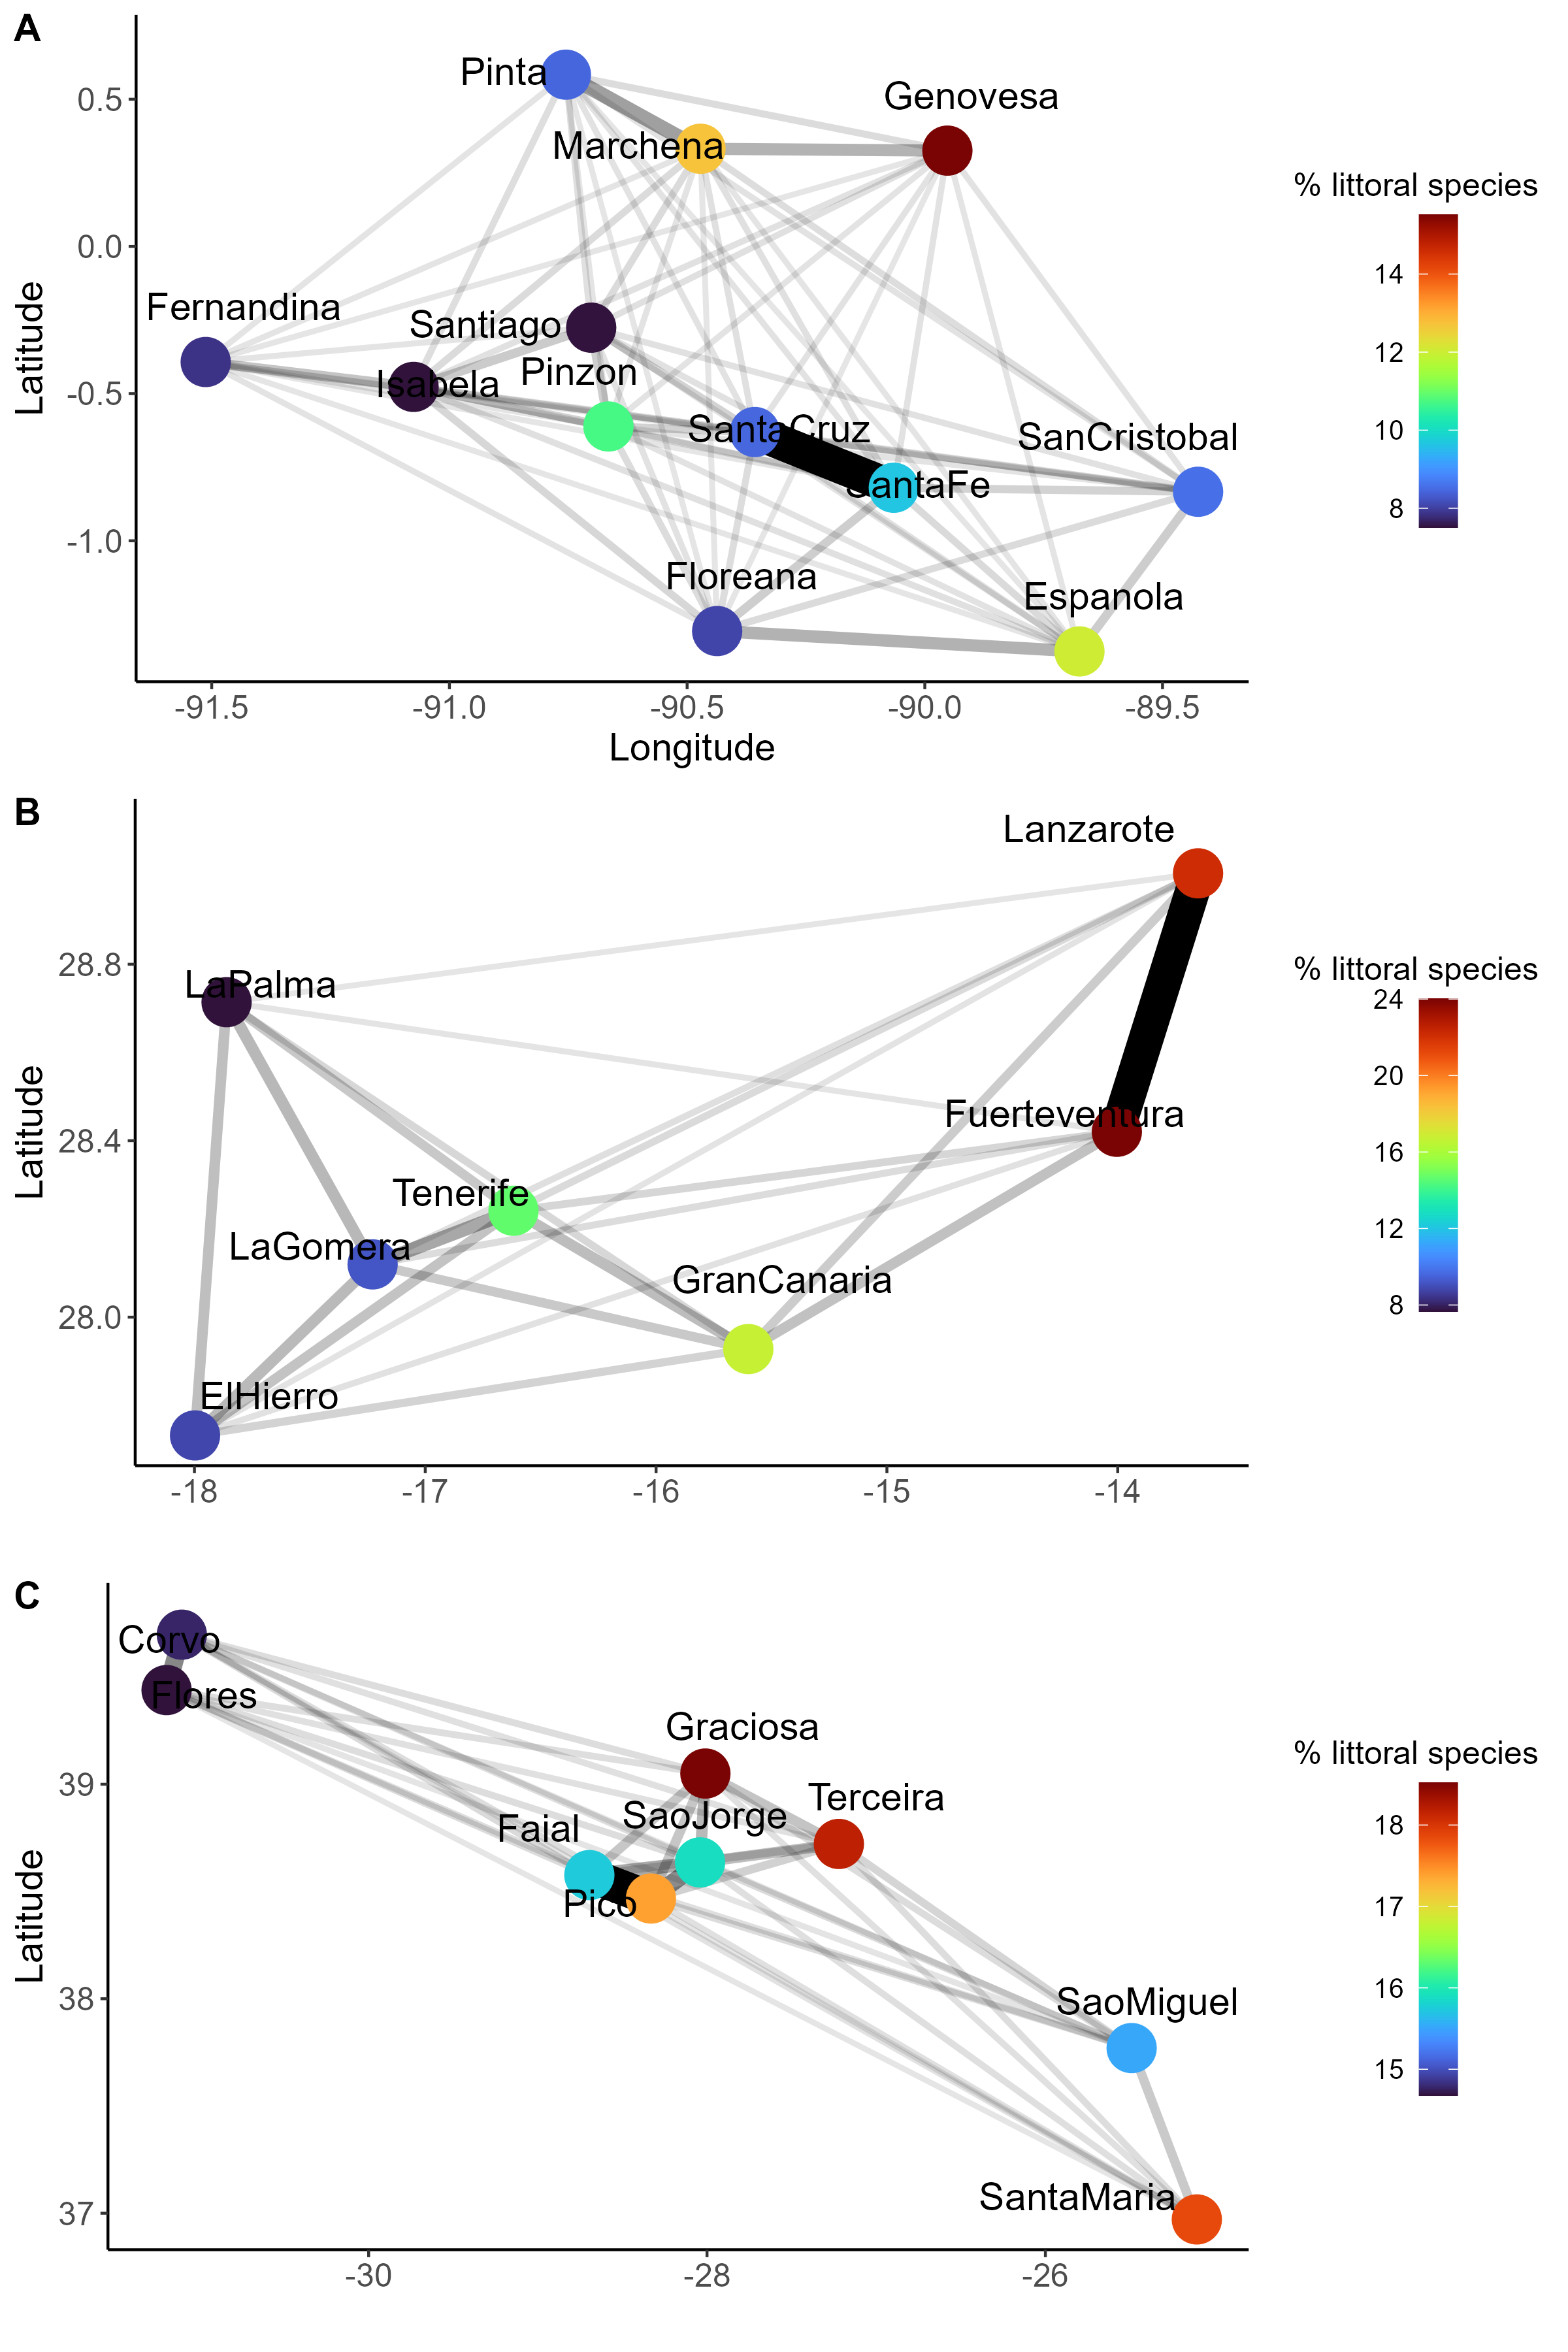 A
Pinta
Genovesa
Marchena
Fernandina
Santiago
Pinzon
Isabela
SantaCruz
SantaFe
SanCristobal
Floreana
Espanola
0.5
0.0
-0.5
-1.0
Latitude
-91.5 -91.0 -90.5 -90.0 -89.5
Longitude
% littoral species
14
12
10
8
B
Lanzarote
LaPalma
Fuerteventura
Tenerife
LaGomera
GranCanaria
ElHierro
28.8
28.4
28.0
Latitude
-18 -17 -16 -15 -14
% littoral species
24
20
16
12
8
C
Corvo
Flores
Graciosa
Terceira
SaoJorge
Faial
Pico
SaoMiguel
SantaMaria
39
38
37
Latitude
-30 -28 -26
% littoral species
18
17
16
15